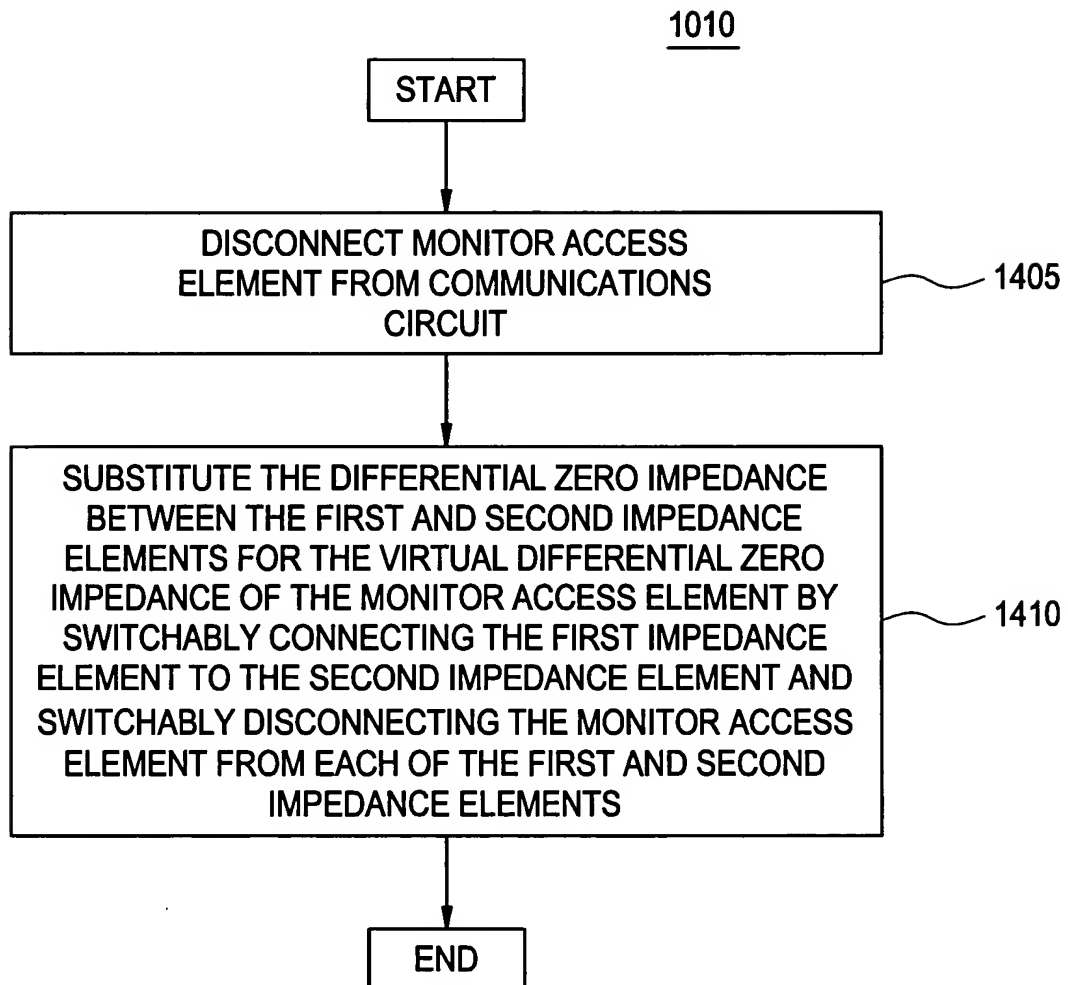 1010
START
DISCONNECT MONITOR ACCESS
ELEMENT FROM COMMUNICATIONS
CIRCUIT
1405
SUBSTITUTE THE DIFFERENTIAL ZERO IMPEDANCE
BETWEEN THE FIRST AND SECOND IMPEDANCE
ELEMENTS FOR THE VIRTUAL DIFFERENTIAL ZERO
IMPEDANCE OF THE MONITOR ACCESS ELEMENT BY
SWITCHABLY CONNECTING THE FIRST IMPEDANCE
ELEMENT TO THE SECOND IMPEDANCE ELEMENT AND
SWITCHABLY DISCONNECTING THE MONITOR ACCESS
ELEMENT FROM EACH OF THE FIRST AND SECOND
IMPEDANCE ELEMENTS
1410
END